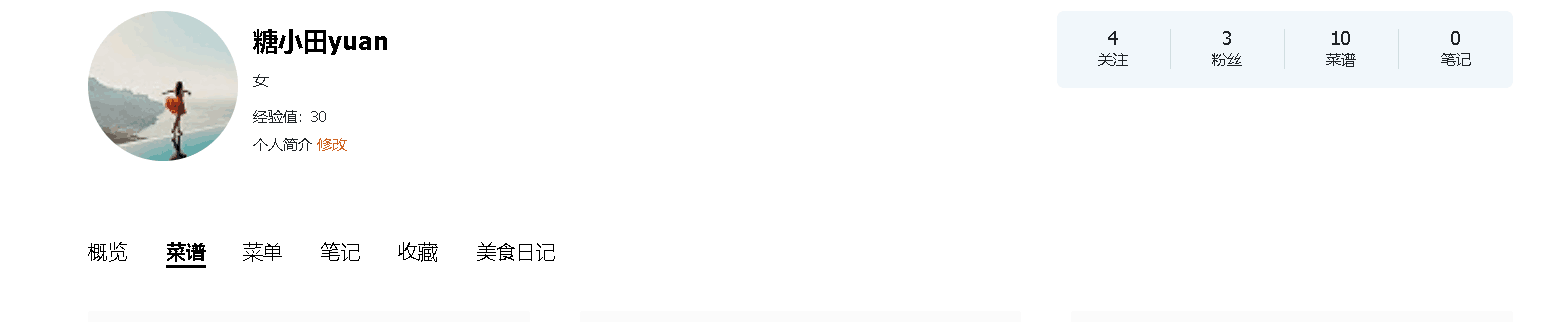 糖小田yuan
女
经验值：30
个人简介 修改
4 3 10 0
关注 粉丝 菜谱 笔记
概览 菜谱 菜单 笔记 收藏 美食日记